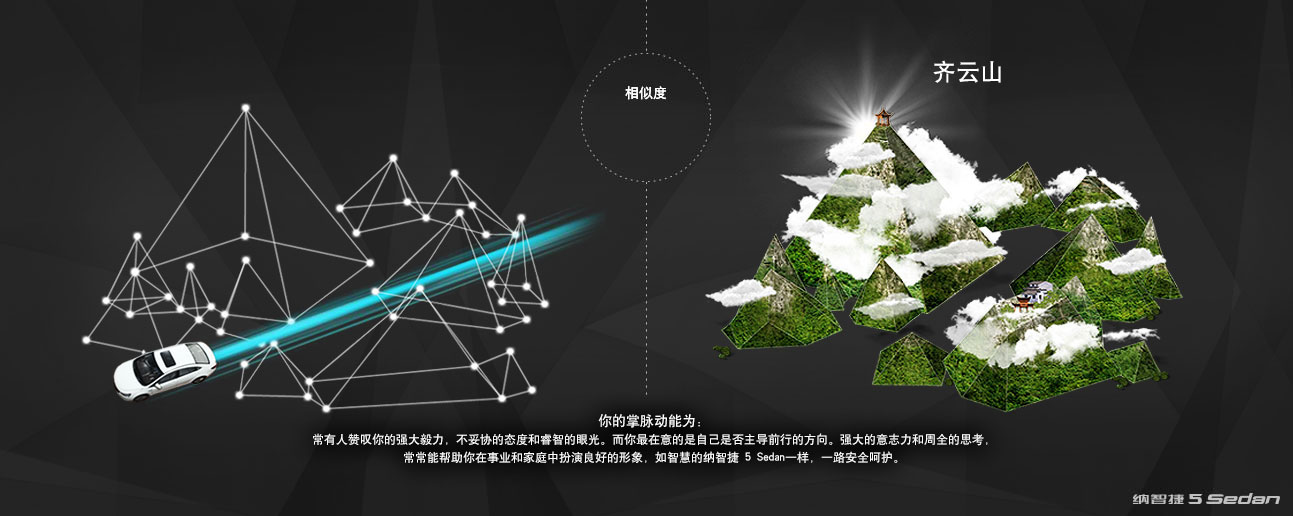 相似度
齐云山
你的掌脉动能为：
常有人赞叹你的强大毅力，不妥协的态度和睿智的眼光。而你最在意的是自己是否主导前行的方向。强大的意志力和周全的思考，
常常能帮助你在事业和家庭中扮演良好的形象，如智慧的纳智捷 5 Sedan一样，一路安全呵护。
纳智捷 5 Sedan